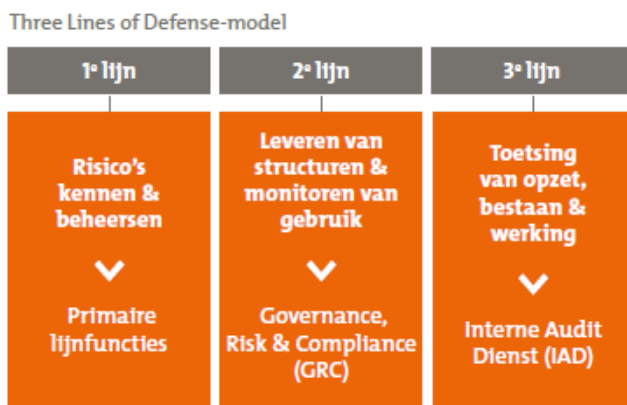 Three Lines of Defense-model
1e lijn
2e lijn
3e lijn
Risico's
kennen &
beheersen
Primaire
lijnfuncties
Leveren van
structuren &
monitoren van
gebruik
Governance,
Risk & Compliance
(GRC)
Toetsing
van opzet,
bestaan &
werking
Interne Audit
Dienst (IAD)